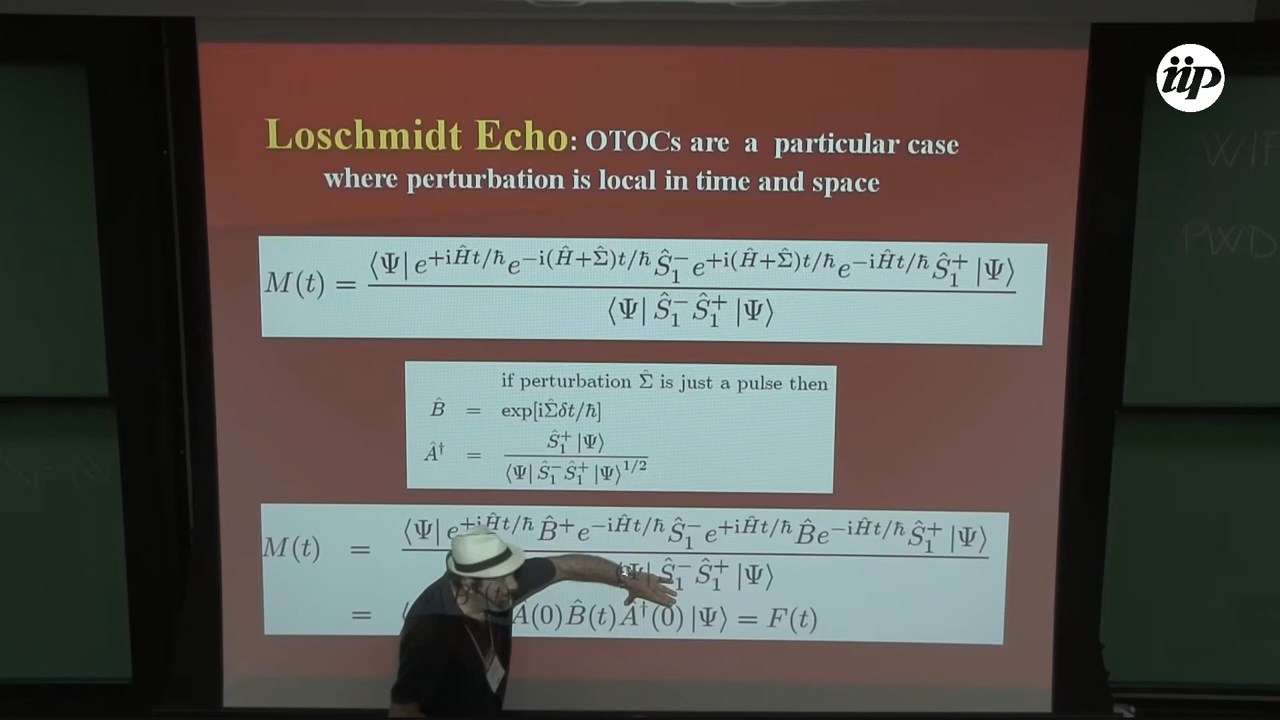 iip
Loschmidt Echo: OTOCs are a particular case
where perturbation is local in time and space
M(t) = ⟨Ψ| e^{+iĤt/ħ} e^{−i(Ĥ+Σ̂)t/ħ} Ŝ₁⁻ e^{+i(Ĥ+Σ̂)t/ħ} e^{−iĤt/ħ} Ŝ₁⁺ |Ψ⟩
⟨Ψ| Ŝ₁⁻ Ŝ₁⁺ |Ψ⟩
if perturbation Σ̂ is just a pulse then
B̂ = exp[iΣ̂δt/ħ]
Â† = Ŝ₁⁺ |Ψ⟩
⟨Ψ| Ŝ₁⁻ Ŝ₁⁺ |Ψ⟩^{1/2}
M(t) = ⟨Ψ| e^{+iĤt/ħ} B̂⁺ e^{−iĤt/ħ} Ŝ₁⁻ e^{+iĤt/ħ} B̂ e^{−iĤt/ħ} Ŝ₁⁺ |Ψ⟩
⟨Ψ| Ŝ₁⁻ Ŝ₁⁺ |Ψ⟩
= ⟨ Â(0)B̂(t)Â†(0) |Ψ⟩ = F(t)